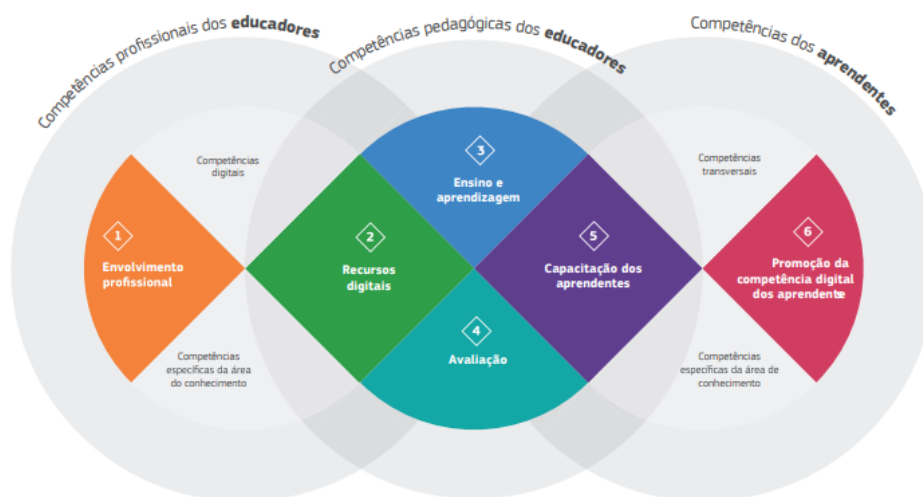 Competências profissionais dos educadores
Competências pedagógicas dos educadores
Competências dos aprendentes
Competências
digitais
Competências
transversais
3
Ensino e
aprendizagem
1
Envolvimento
profissional
2
Recursos
digitais
5
Capacitação dos
aprendentes
6
Promoção da
competência digital
dos aprendentes
4
Avaliação
Competências
específicas da área
do conhecimento
Competências
específicas da área de
conhecimento